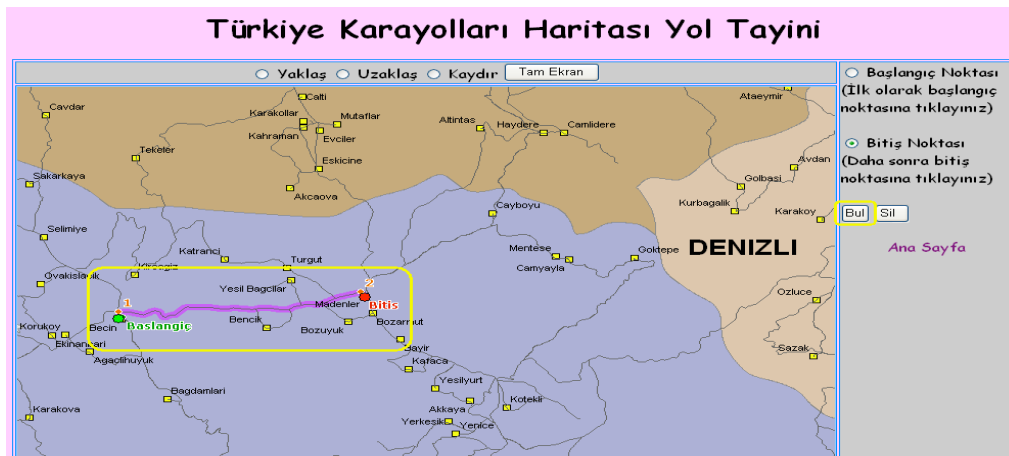 Türkiye Karayolları Haritası Yol Tayini
Yaklaş Uzaklaş Kaydır Tam Ekran
Başlangıç Noktası
(İlk olarak başlangıç
noktasına tıklayınız)
Bitiş Noktası
(Daha sonra bitiş
noktasına tıklayınız)
Bul Sil
Ana Sayfa
Calti
Ataeymir
Cavdar
Karakollar
Mutaflar
Altintas
Haydere
Camlidere
Kahraman
Evciler
Tekeler
Eskicine
Avdan
Sakarkaya
Golbasi
Akcaova
Cayboyu
Kurbagalik
Karakoy
Selimiye
Katranci
Turgut
Mentese
Goktepe
DENIZLI
Camyayla
Kircagiz
Ovakislacik
Yesil Bagcilar
2
Ozluce
1
Madenler
Bitis
Korukoy
Becin
Baslangiç
Bencik
Bozuyuk
Bozarmut
Ekinanbari
Bayir
Sazak
Agaclihuyuk
Kafaca
Yesilyurt
Bagdamlari
Kotekli
Karakova
Akkaya
Yerkesik
Yenice